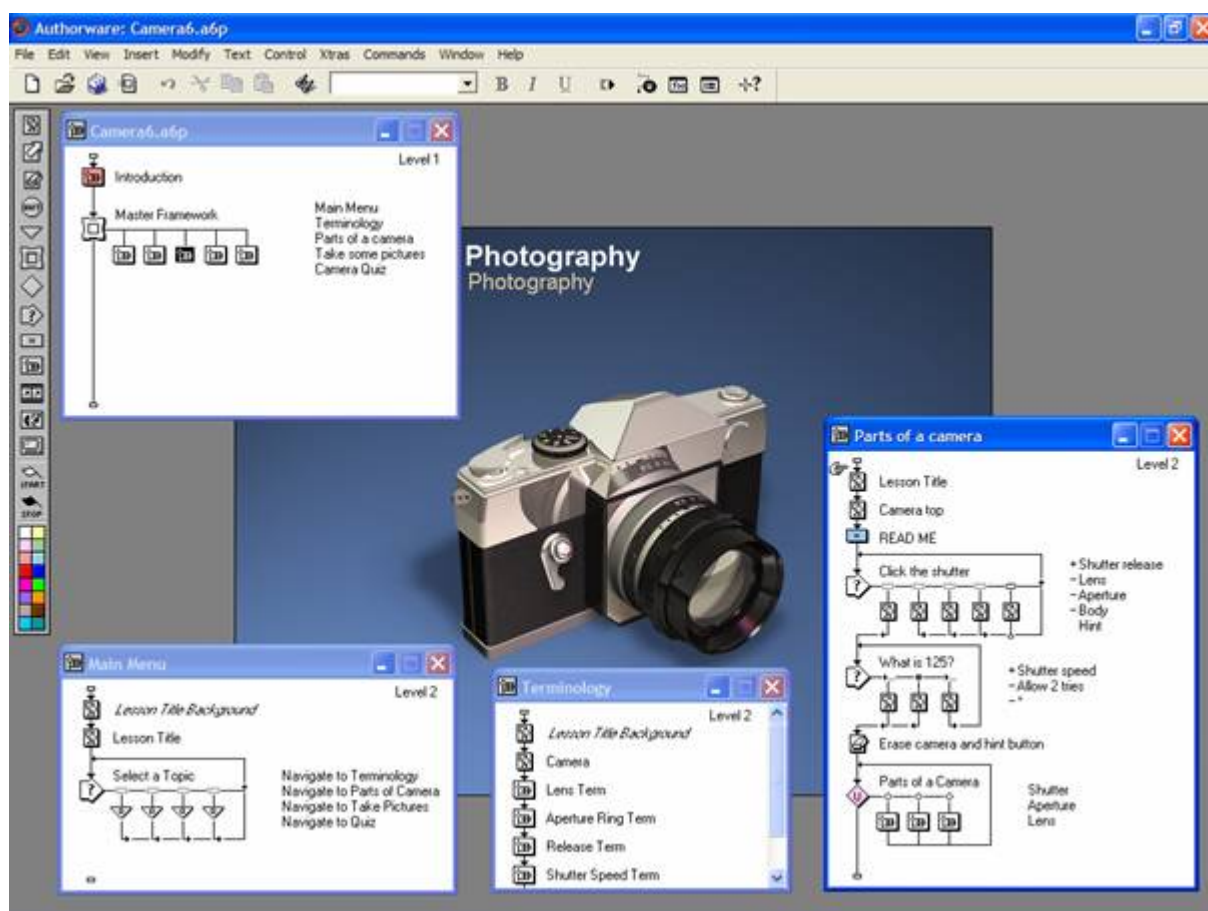 Authorware: Camera6.a6p
File Edit View Insert Modify Text Control Xtras Commands Window Help
B I U
Camera6.a6p
Level 1
Introduction
Master Framework
Main Menu
Terminology
Parts of a camera
Take some pictures
Camera Quiz
Photography
Photography
START
STOP
Main Menu
Level 2
Lesson Title Background
Lesson Title
Select a Topic
Navigate to Terminology
Navigate to Parts of Camera
Navigate to Take Pictures
Navigate to Quiz
Terminology
Level 2
Lesson Title Background
Camera
Lens Term
Aperture Ring Term
Release Term
Shutter Speed Term
Parts of a camera
Level 2
Lesson Title
Camera top
READ ME
Click the shutter
+ Shutter release
- Lens
- Aperture
- Body
Hint
What is 125?
+ Shutter speed
- Allow 2 tries
- *
Erase camera and hint button
Parts of a Camera
Shutter
Aperture
Lens